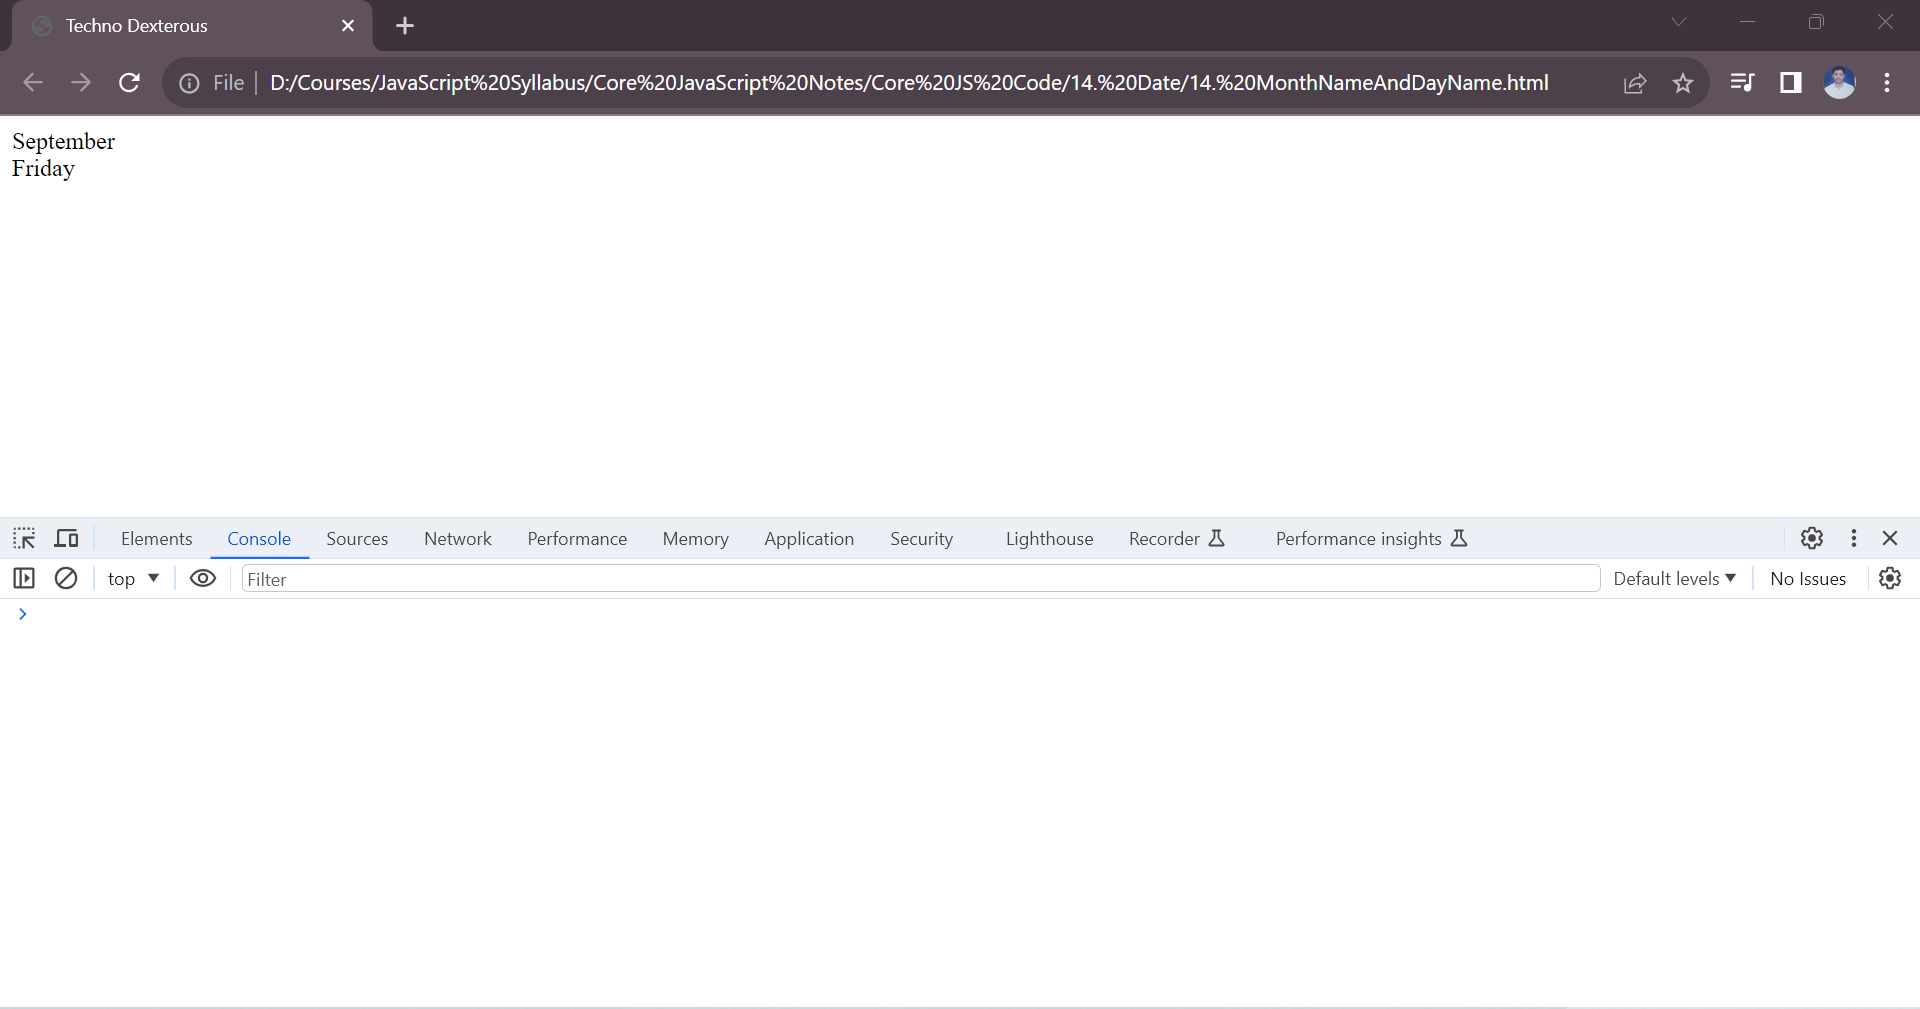 Techno Dexterous
File D:/Courses/JavaScript%20Syllabus/Core%20JavaScript%20Notes/Core%20JS%20Code/14.%20Date/14.%20MonthNameAndDayName.html
September
Friday
Elements Console Sources Network Performance Memory Application Security Lighthouse Recorder Performance insights
top Filter Default levels No Issues